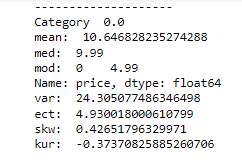 --------------------
Category  0.0
mean:  10.646828235274288
med:  9.99
mod: 0    4.99
Name: price, dtype: float64
var:  24.305077486346498
ect:  4.930018000610799
skw:  0.42651796329971
kur:  -0.37370825885260706